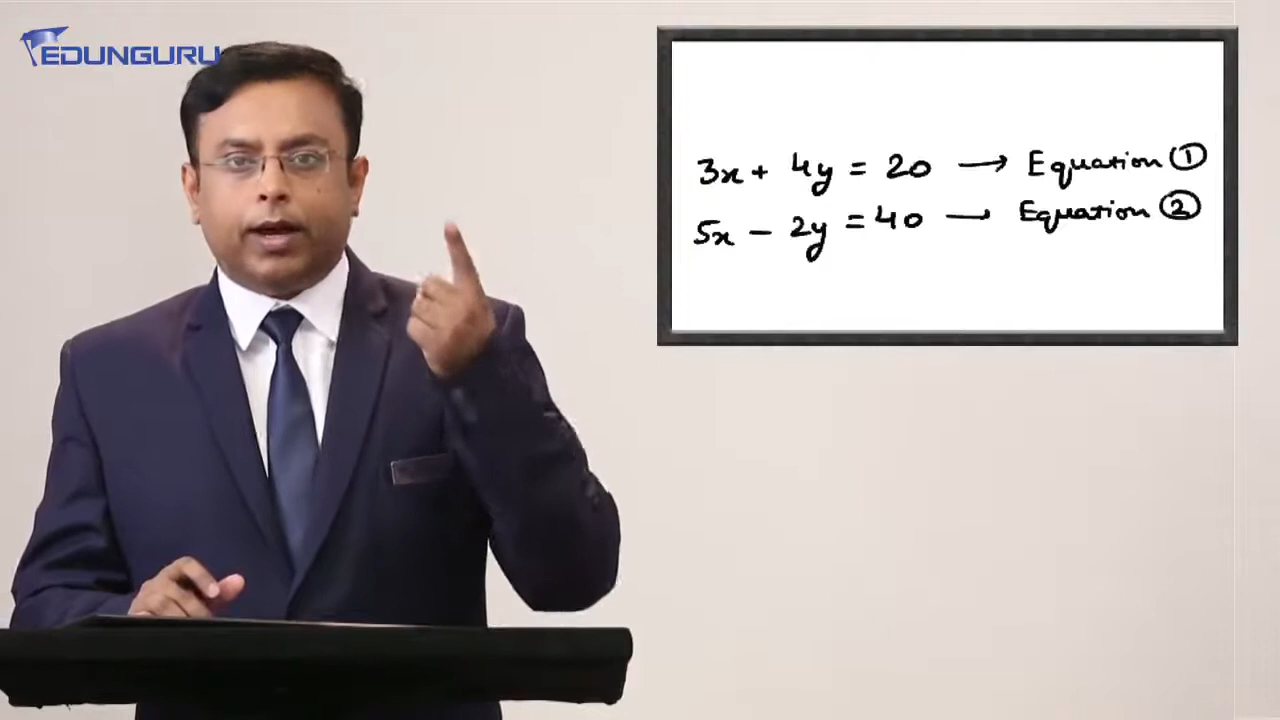 EDUNGURU
3x + 4y = 20 → Equation ①
5x - 2y = 40 → Equation ②